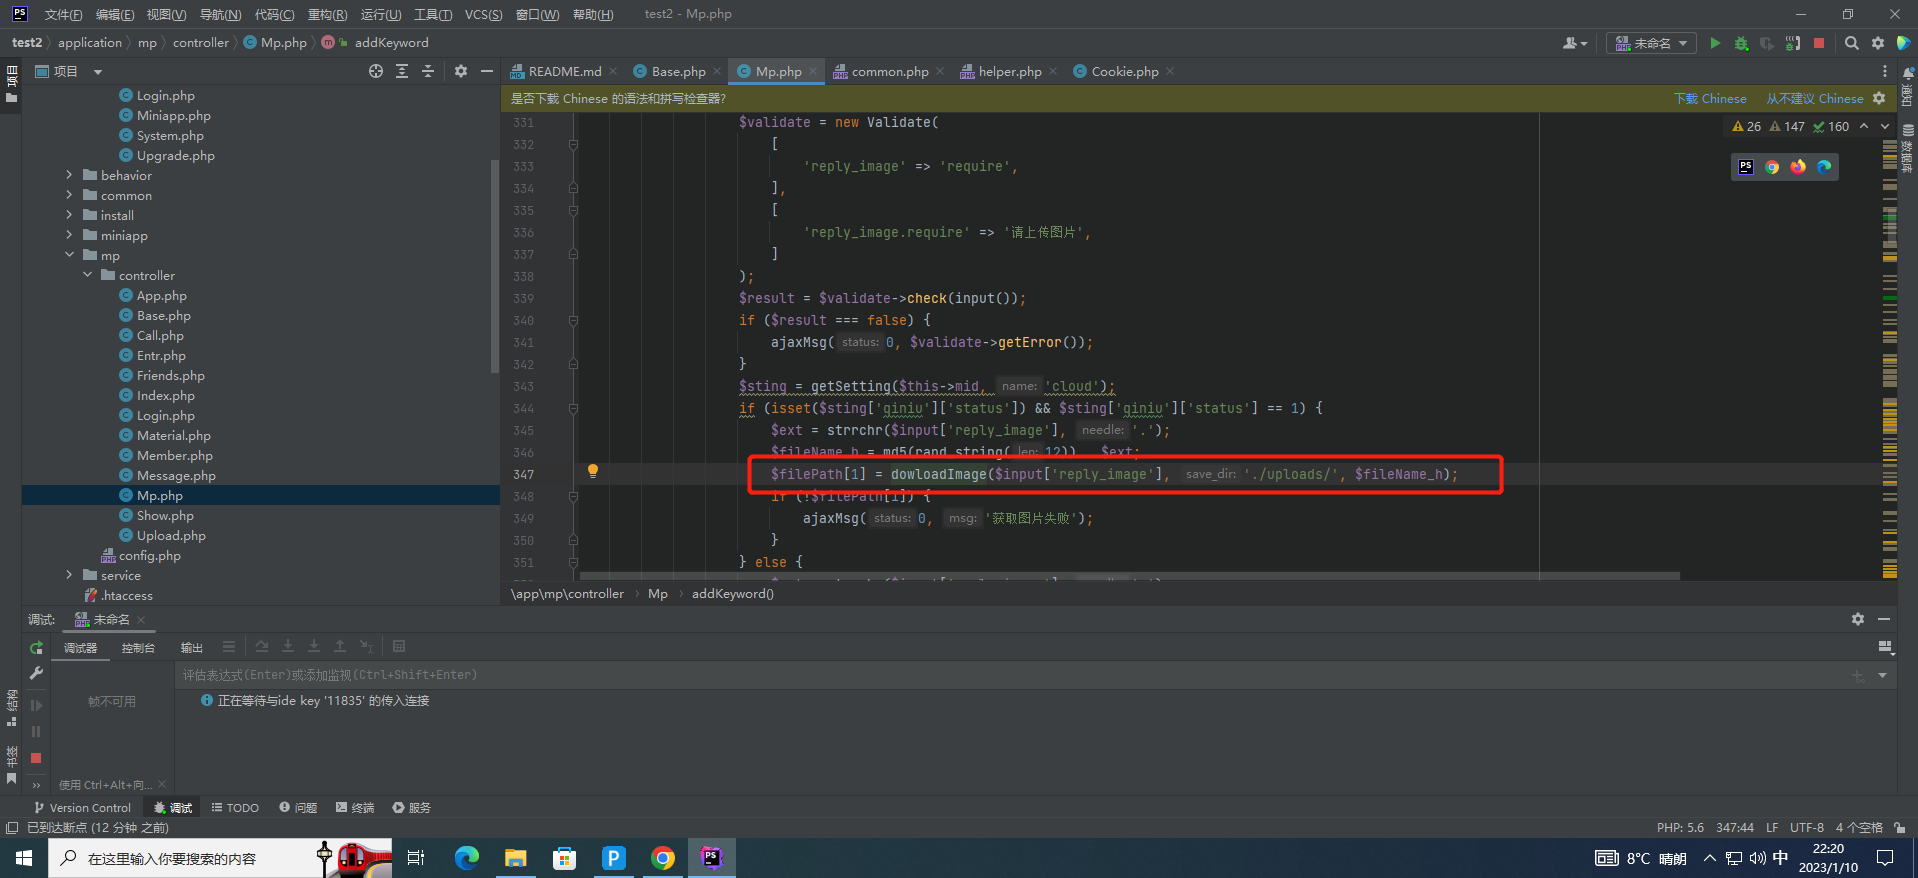 文件(F) 编辑(E) 视图(V) 导航(N) 代码(C) 重构(R) 运行(U) 工具(T) VCS(S) 窗口(W) 帮助(H) test2 - Mp.php
test2 application mp controller Mp.php addKeyword
未命名
项目
README.md Base.php Mp.php common.php helper.php Cookie.php
是否下载 Chinese 的语法和拼写检查器?
下载 Chinese 从不建议 Chinese
26 147 160
项目
通知
数据库
结构
书签
Login.php
Miniapp.php
System.php
Upgrade.php
behavior
common
install
miniapp
mp
controller
App.php
Base.php
Call.php
Entr.php
Friends.php
Index.php
Login.php
Material.php
Member.php
Message.php
Mp.php
Show.php
Upload.php
config.php
service
.htaccess
331 $validate = new Validate(
332 [
333 'reply_image' => 'require',
334 ],
335 [
336 'reply_image.require' => '请上传图片',
337 ]
338 );
339 $result = $validate->check(input());
340 if ($result === false) {
341 ajaxMsg( status: 0, $validate->getError());
342 }
343 $sting = getSetting($this->mid, name: 'cloud');
344 if (isset($sting['qiniu']['status']) && $sting['qiniu']['status'] == 1) {
345 $ext = strrchr($input['reply_image'], needle: '.');
346 $fileName_h = md5(rand_string( len: 12)) . $ext;
347 $filePath[1] = dowloadImage($input['reply_image'], save_dir: './uploads/', $fileName_h);
348 if (!$filePath[1]) {
349 ajaxMsg( status: 0, msg: '获取图片失败');
350 }
351 } else {
\app\mp\controller Mp addKeyword()
调试: 未命名
调试器 控制台 输出
评估表达式(Enter)或添加监视(Ctrl+Shift+Enter)
帧不可用
正在等待与ide key '11835' 的传入连接
使用 Ctrl+Alt+向...
Version Control 调试 TODO 问题 终端 服务
已到达断点 (12 分钟 之前)
PHP: 5.6 347:44 LF UTF-8 4 个空格
在这里输入你要搜索的内容
8°C 晴朗 中 22:20
2023/1/10